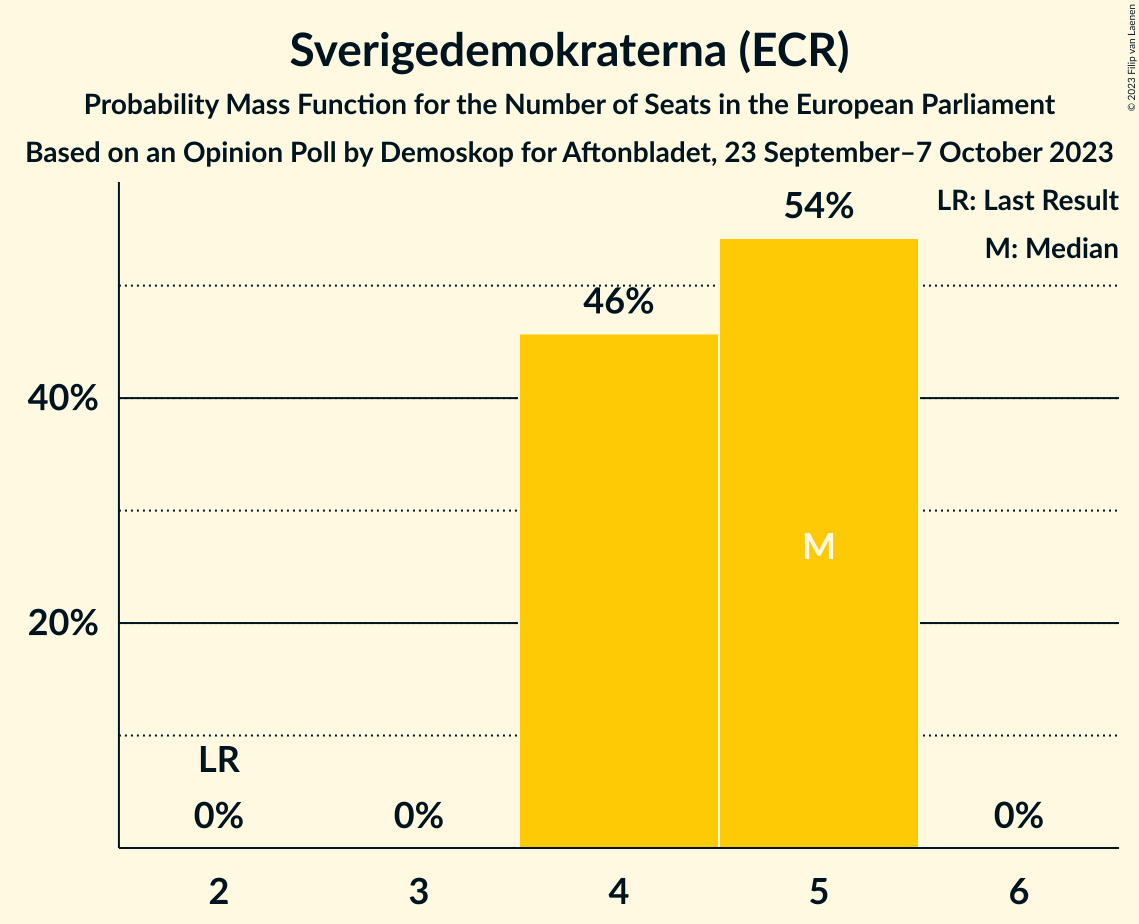 Sverigedemokraterna (ECR)
Probability Mass Function for the Number of Seats in the European Parliament
Based on an Opinion Poll by Demoskop for Aftonbladet, 23 September–7 October 2023
© 2023 Filip van Laenen
LR: Last Result
M: Median
54%
46%
40%
M
20%
LR
0%
0%
0%
2
3
4
5
6